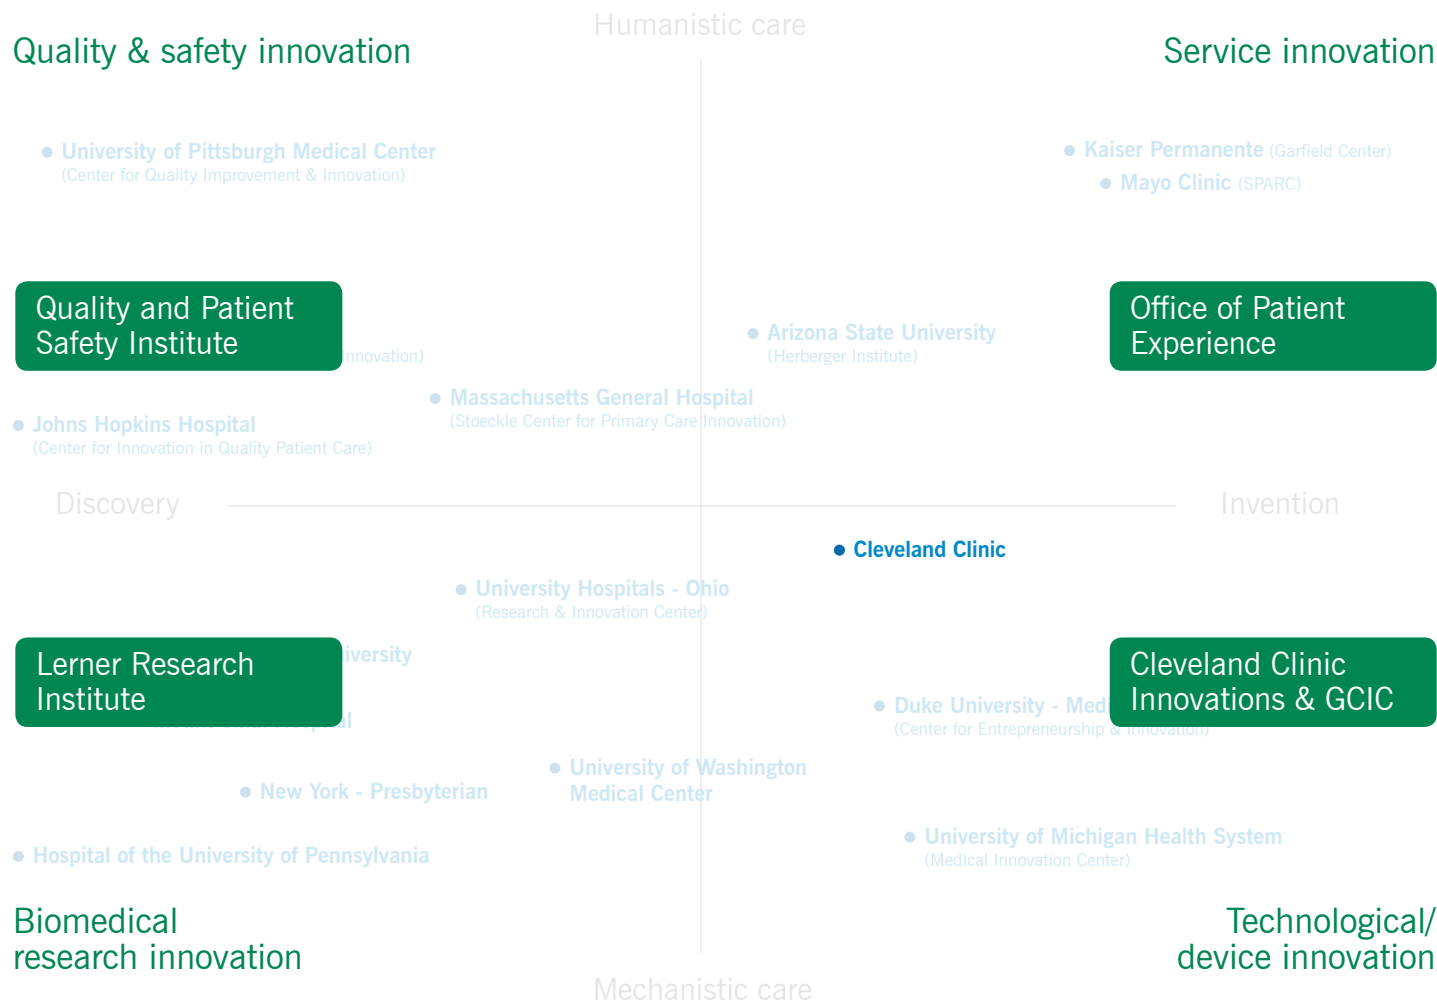 Humanistic care
Quality & safety innovation
Service innovation
University of Pittsburgh Medical Center
(Center for Quality Improvement & Innovation)
Kaiser Permanente (Garfield Center)
Mayo Clinic (SPARC)
Quality and Patient
Safety Institute
Innovation)
Arizona State University
(Herberger Institute)
Office of Patient
Experience
Massachusetts General Hospital
(Stoeckle Center for Primary Care Innovation)
Johns Hopkins Hospital
(Center for Innovation in Quality Patient Care)
Discovery
Invention
Cleveland Clinic
University Hospitals - Ohio
(Research & Innovation Center)
Lerner Research
Institute
Cleveland Clinic
Innovations & GCIC
Duke University -
(Center for Entrepreneurship & Innovation)
University of Washington
Medical Center
New York - Presbyterian
University of Michigan Health System
(Medical Innovation Center)
Hospital of the University of Pennsylvania
Biomedical
research innovation
Technological/
device innovation
Mechanistic care